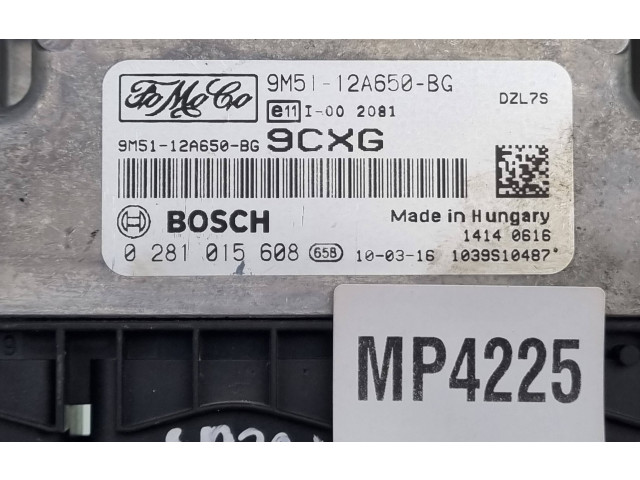 FoMoCo 9M51-12A650-BG
DZL7S
e11 I-00 2081
9M51-12A650-BG 9CXG
BOSCH
Made in Hungary
1414 0616
0 281 015 608 65B 10-03-16 1039S10487*
MP4225